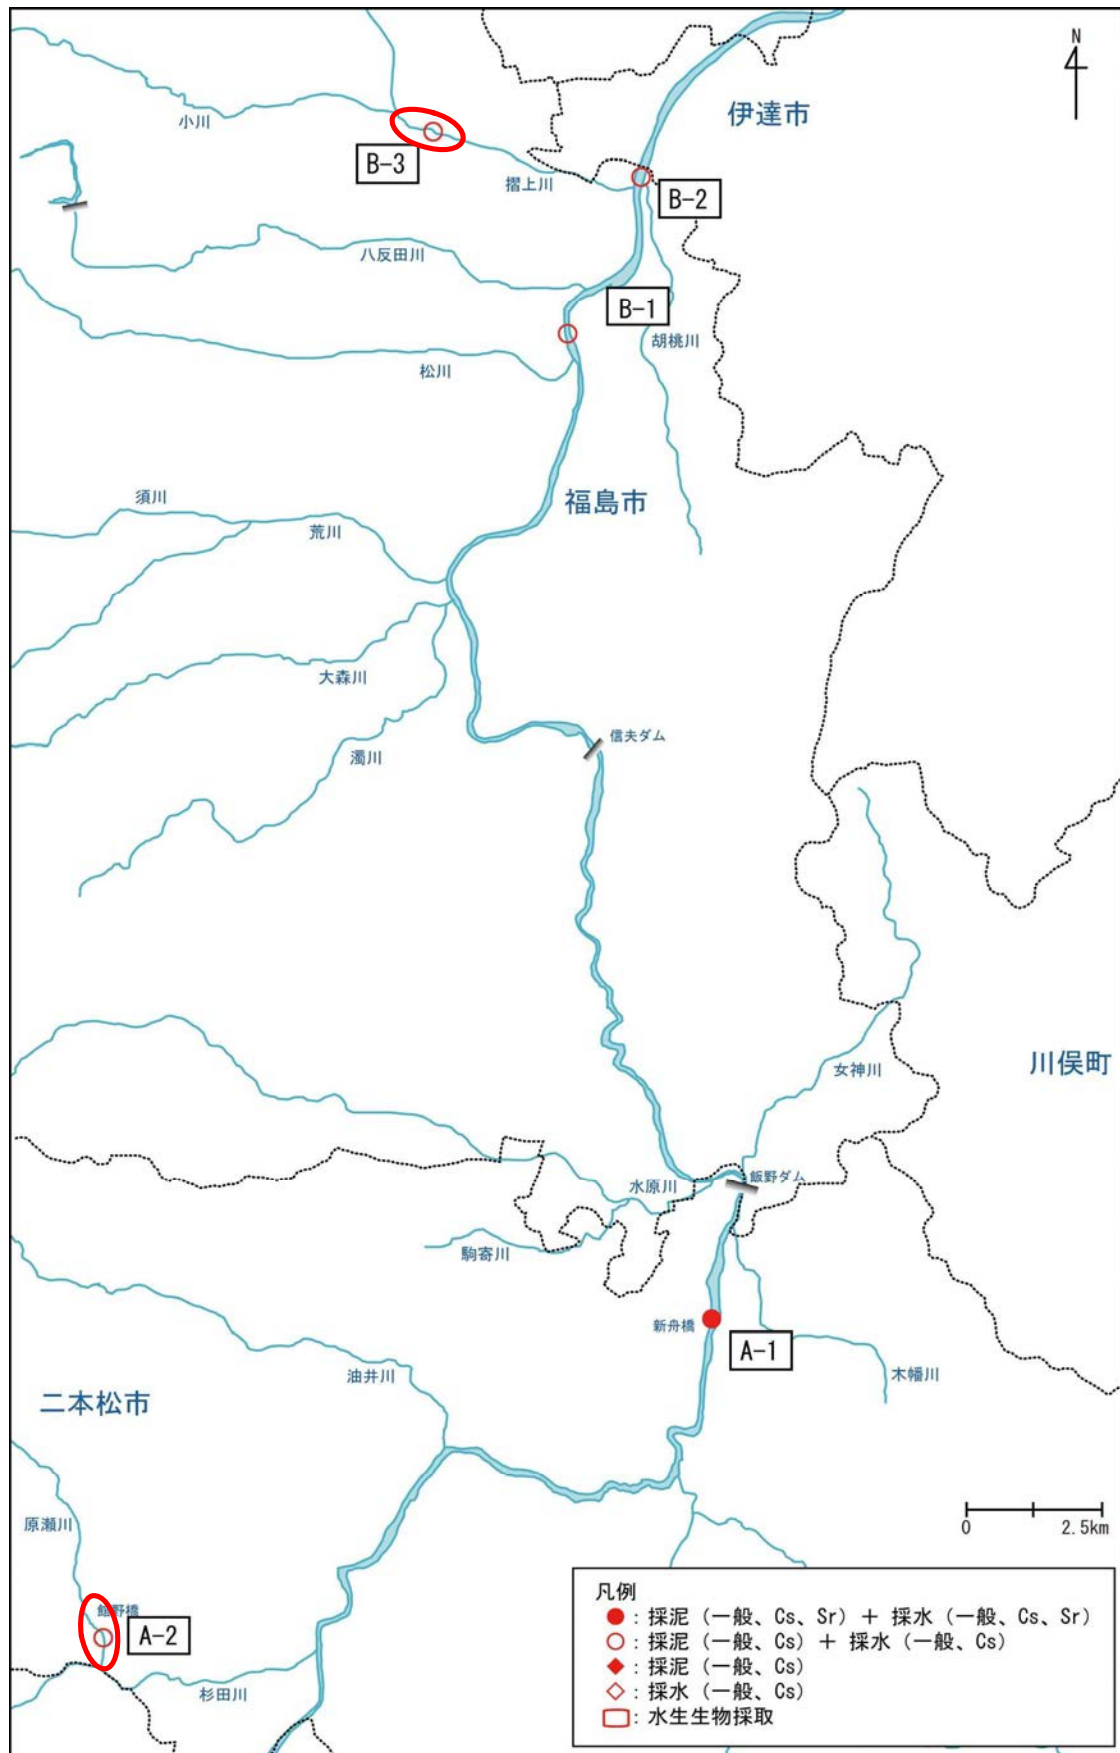 N
伊達市
小川
B-3
摺上川
B-2
八反田川
B-1
胡桃川
松川
福島市
須川
荒川
大森川
信夫ダム
濁川
川俣町
女神川
飯野ダム
水原川
駒寄川
新舟橋
A-1
木幡川
油井川
二本松市
原瀬川
0 2.5km
舘野橋
A-2
杉田川
凡例
: 採泥 (一般、Cs、Sr) + 採水 (一般、Cs、Sr)
: 採泥 (一般、Cs) + 採水 (一般、Cs)
: 採泥 (一般、Cs)
: 採水 (一般、Cs)
: 水生生物採取